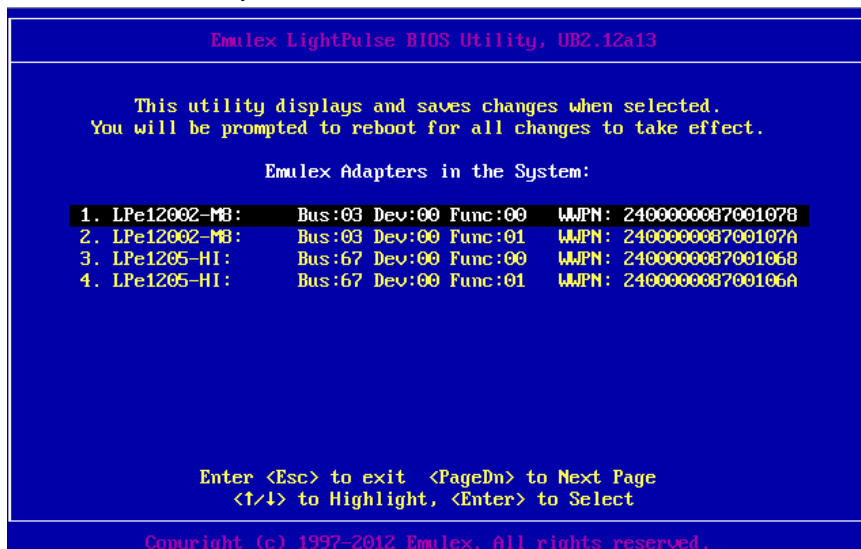 Emulex LightPulse BIOS Utility, UB2.12a13
This utility displays and saves changes when selected.
You will be prompted to reboot for all changes to take effect.
Emulex Adapters in the System:
1. LPe12002-M8: Bus:03 Dev:00 Func:00 WWPN: 2400000087001078
2. LPe12002-M8: Bus:03 Dev:00 Func:01 WWPN: 240000008700107A
3. LPe1205-HI: Bus:67 Dev:00 Func:00 WWPN: 2400000087001068
4. LPe1205-HI: Bus:67 Dev:00 Func:01 WWPN: 240000008700106A
Enter <Esc> to exit <PageDn> to Next Page
<↑/↓> to Highlight, <Enter> to Select
Copyright (c) 1997-2012 Emulex. All rights reserved.